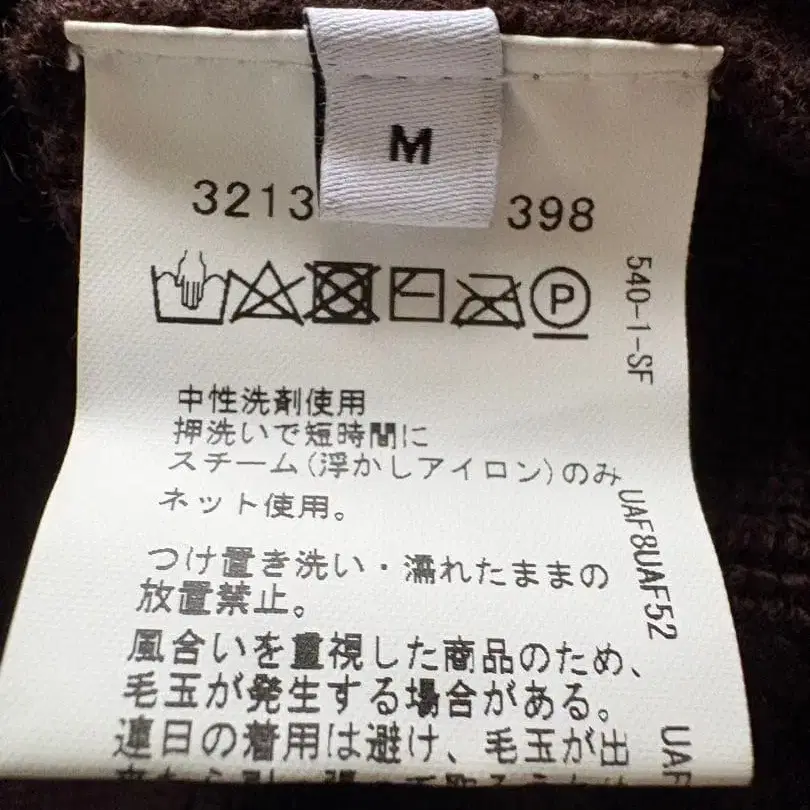 M
3213 398
P
540-1-SF
中性洗剤使用
押洗いで短時間に
スチーム(浮かしアイロン)のみ
ネット使用。
UAF8UAF52
つけ置き洗い・濡れたままの
放置禁止。
風合いを重視した商品のため、
毛玉が発生する場合がある。
連日の着用は避け、毛玉が出
UAF